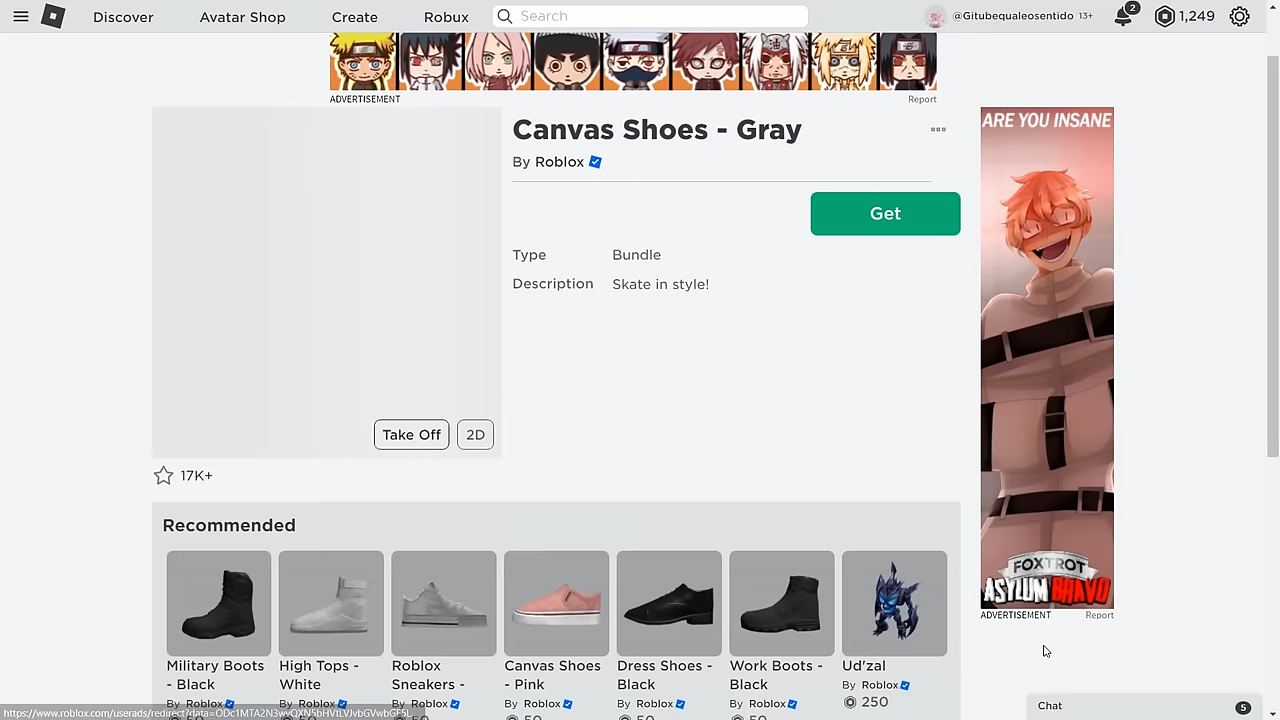 Discover
Avatar Shop
Create
Robux
Search
@Gitubequaleosentido 13+
2
1,249
ADVERTISEMENT
Report
Canvas Shoes - Gray
By Roblox
Get
Type
Bundle
Description
Skate in style!
Take Off
2D
17K+
ARE YOU INSANE
FOXTROT
ASYLUM BRAVO
ADVERTISEMENT
Report
Recommended
Military Boots
- Black
By Roblox
High Tops -
White
By Roblox
Roblox
Sneakers -
By Roblox
50
Canvas Shoes
- Pink
By Roblox
50
Dress Shoes -
Black
By Roblox
50
Work Boots -
Black
By Roblox
50
Ud'zal
By Roblox
250
Chat
5